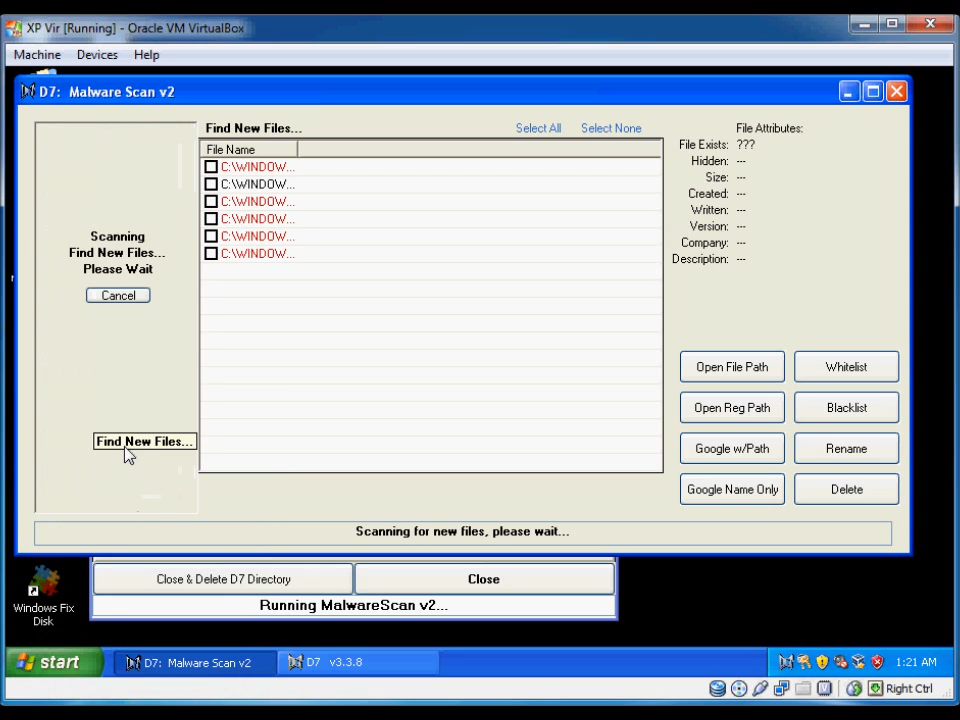 XP Vir [Running] - Oracle VM VirtualBox
Machine Devices Help
D7: Malware Scan v2
Find New Files... Select All Select None File Attributes:
File Name
File Exists: ???
C:\WINDOW...
Hidden: ---
C:\WINDOW...
Size: ---
C:\WINDOW...
Created: ---
C:\WINDOW...
Written: ---
C:\WINDOW...
Version: ---
C:\WINDOW...
Company: ---
Description: ---
Scanning
Find New Files...
Please Wait
Cancel
Open File Path Whitelist
Open Reg Path Blacklist
Find New Files...
Google w/Path Rename
Google Name Only Delete
Scanning for new files, please wait...
Close & Delete D7 Directory Close
Running MalwareScan v2...
Windows Fix
Disk
start D7: Malware Scan v2 D7 v3.3.8 1:21 AM
Right Ctrl